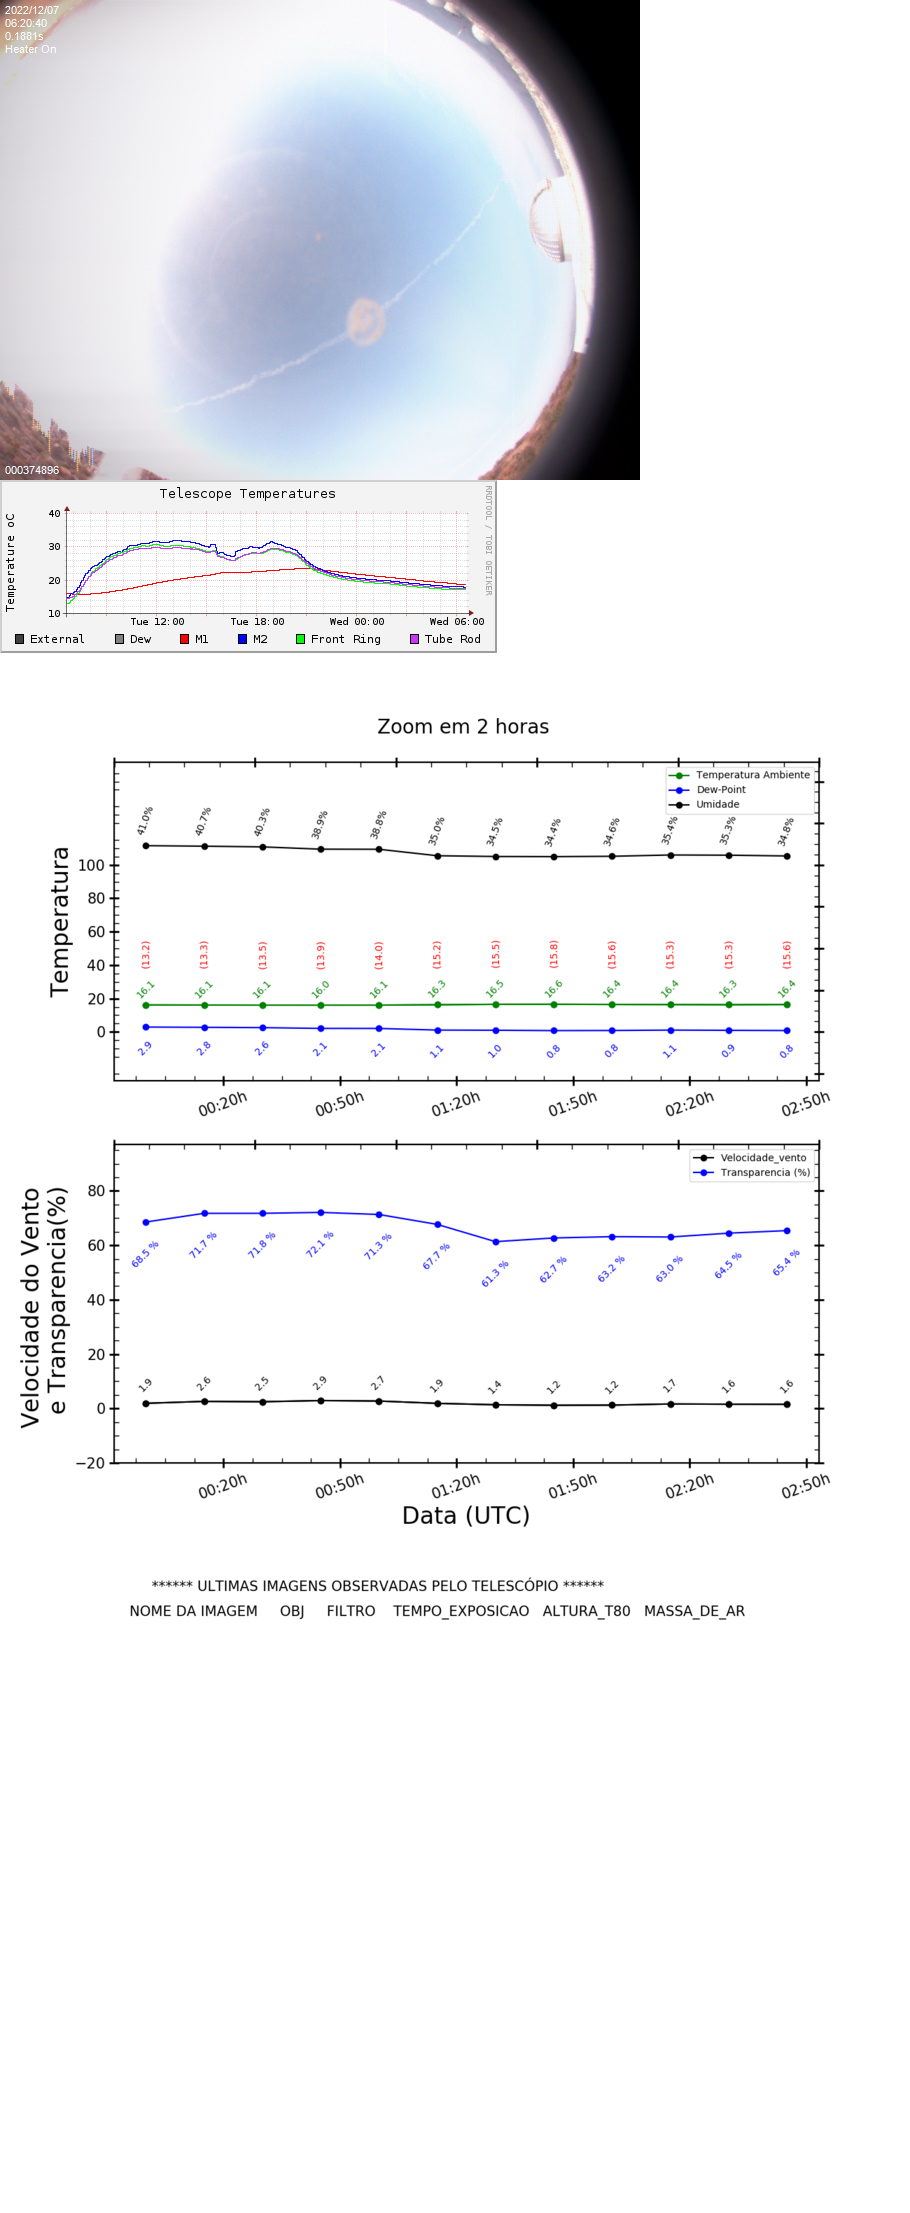 2022/12/07
06:20:40
0.1881s
Heater On
000374896
Telescope Temperatures
RRDTOOL / TOBI OETIKER
Temperature oC
40
30
20
10
Tue 12:00 Tue 18:00 Wed 00:00 Wed 06:00
External Dew M1 M2 Front Ring Tube Rod
Zoom em 2 horas
Temperatura Ambiente
Dew-Point
Umidade
41.0% 40.7% 40.3% 38.9% 38.8% 35.0% 34.5% 34.4% 34.6% 35.4% 35.3% 34.8%
Temperatura
100
80
60
40
20
0
(13.2) (13.3) (13.5) (13.9) (14.0) (15.2) (15.5) (15.8) (15.6) (15.3) (15.3) (15.6)
16.1 16.1 16.1 16.0 16.1 16.3 16.5 16.6 16.4 16.4 16.3 16.4
2.9 2.8 2.6 2.1 2.1 1.1 1.0 0.8 0.8 1.1 0.9 0.8
00:20h 00:50h 01:20h 01:50h 02:20h 02:50h
Velocidade_vento
Transparencia (%)
Velocidade do Vento
e Transparencia(%)
80
60
40
20
0
−20
68.5 % 71.7 % 71.8 % 72.1 % 71.3 % 67.7 % 61.3 % 62.7 % 63.2 % 63.0 % 64.5 % 65.4 %
1.9 2.6 2.5 2.9 2.7 1.9 1.4 1.2 1.2 1.7 1.6 1.6
00:20h 00:50h 01:20h 01:50h 02:20h 02:50h
Data (UTC)
****** ULTIMAS IMAGENS OBSERVADAS PELO TELESCÓPIO ******
NOME DA IMAGEM OBJ FILTRO TEMPO_EXPOSICAO ALTURA_T80 MASSA_DE_AR